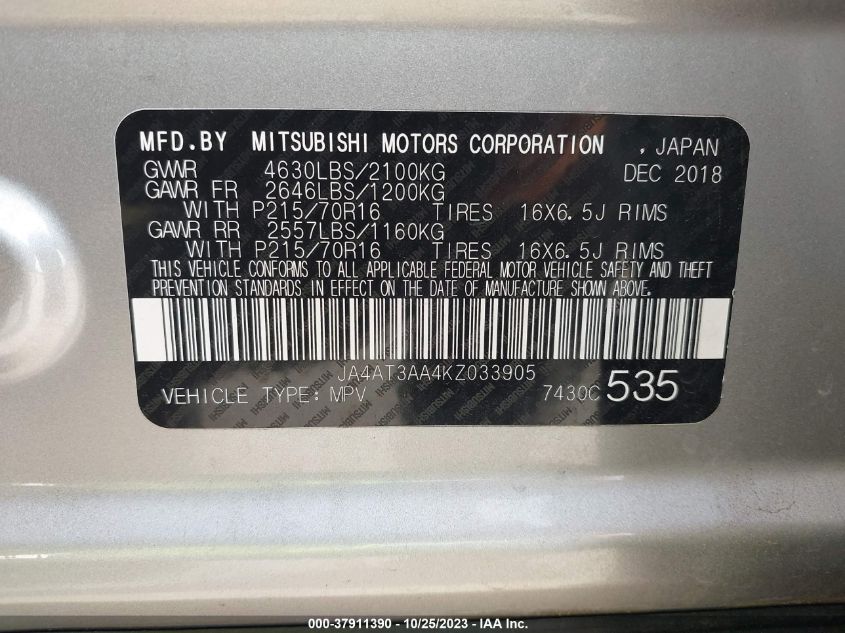 MFD.BY MITSUBISHI MOTORS CORPORATION , JAPAN
GVWR 4630LBS/2100KG DEC 2018
GAWR FR 2646LBS/1200KG
WITH P215/70R16 TIRES 16X6.5J RIMS
GAWR RR 2557LBS/1160KG
WITH P215/70R16 TIRES 16X6.5J RIMS
THIS VEHICLE CONFORMS TO ALL APPLICABLE FEDERAL MOTOR VEHICLE SAFETY AND THEFT
PREVENTION STANDARDS IN EFFECT ON THE DATE OF MANUFACTURE SHOWN ABOVE.
JA4AT3AA4KZ033905
VEHICLE TYPE: MPV 7430C 535
000-37911390 - 10/25/2023 - IAA Inc.